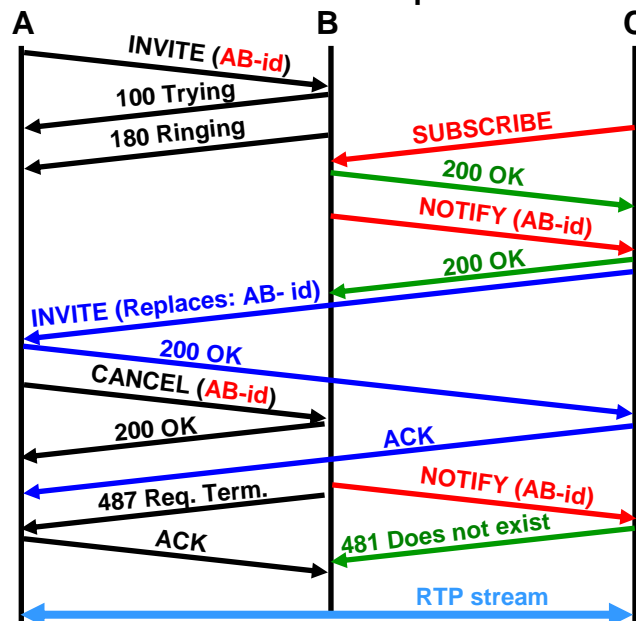 A B C
INVITE (AB-id)
100 Trying
180 Ringing
SUBSCRIBE
200 OK
NOTIFY (AB-id)
200 OK
INVITE (Replaces: AB- id)
200 OK
CANCEL (AB-id)
200 OK
ACK
487 Req. Term.
NOTIFY (AB-id)
ACK
481 Does not exist
RTP stream